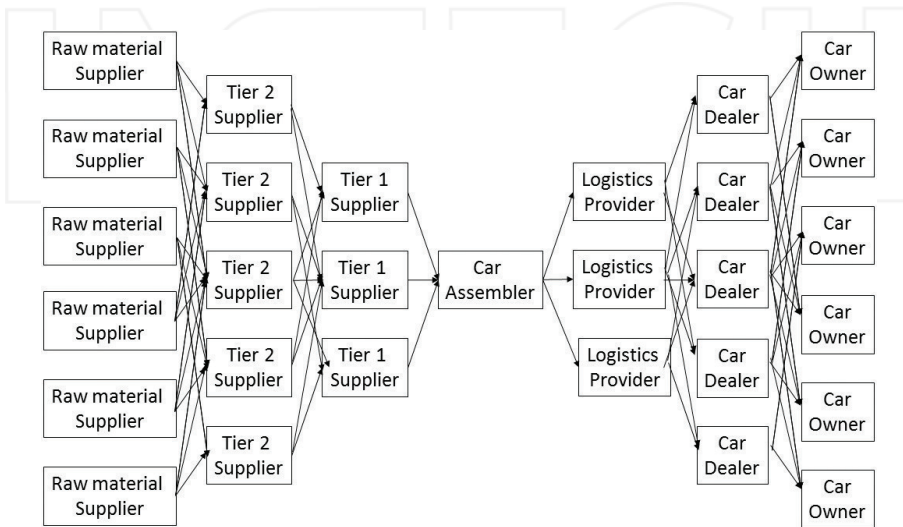 Raw material
Supplier
Raw material
Supplier
Raw material
Supplier
Raw material
Supplier
Raw material
Supplier
Raw material
Supplier
Tier 2
Supplier
Tier 2
Supplier
Tier 2
Supplier
Tier 2
Supplier
Tier 2
Supplier
Tier 1
Supplier
Tier 1
Supplier
Tier 1
Supplier
Car
Assembler
Logistics
Provider
Logistics
Provider
Logistics
Provider
Car
Dealer
Car
Dealer
Car
Dealer
Car
Dealer
Car
Dealer
Car
Owner
Car
Owner
Car
Owner
Car
Owner
Car
Owner
Car
Owner